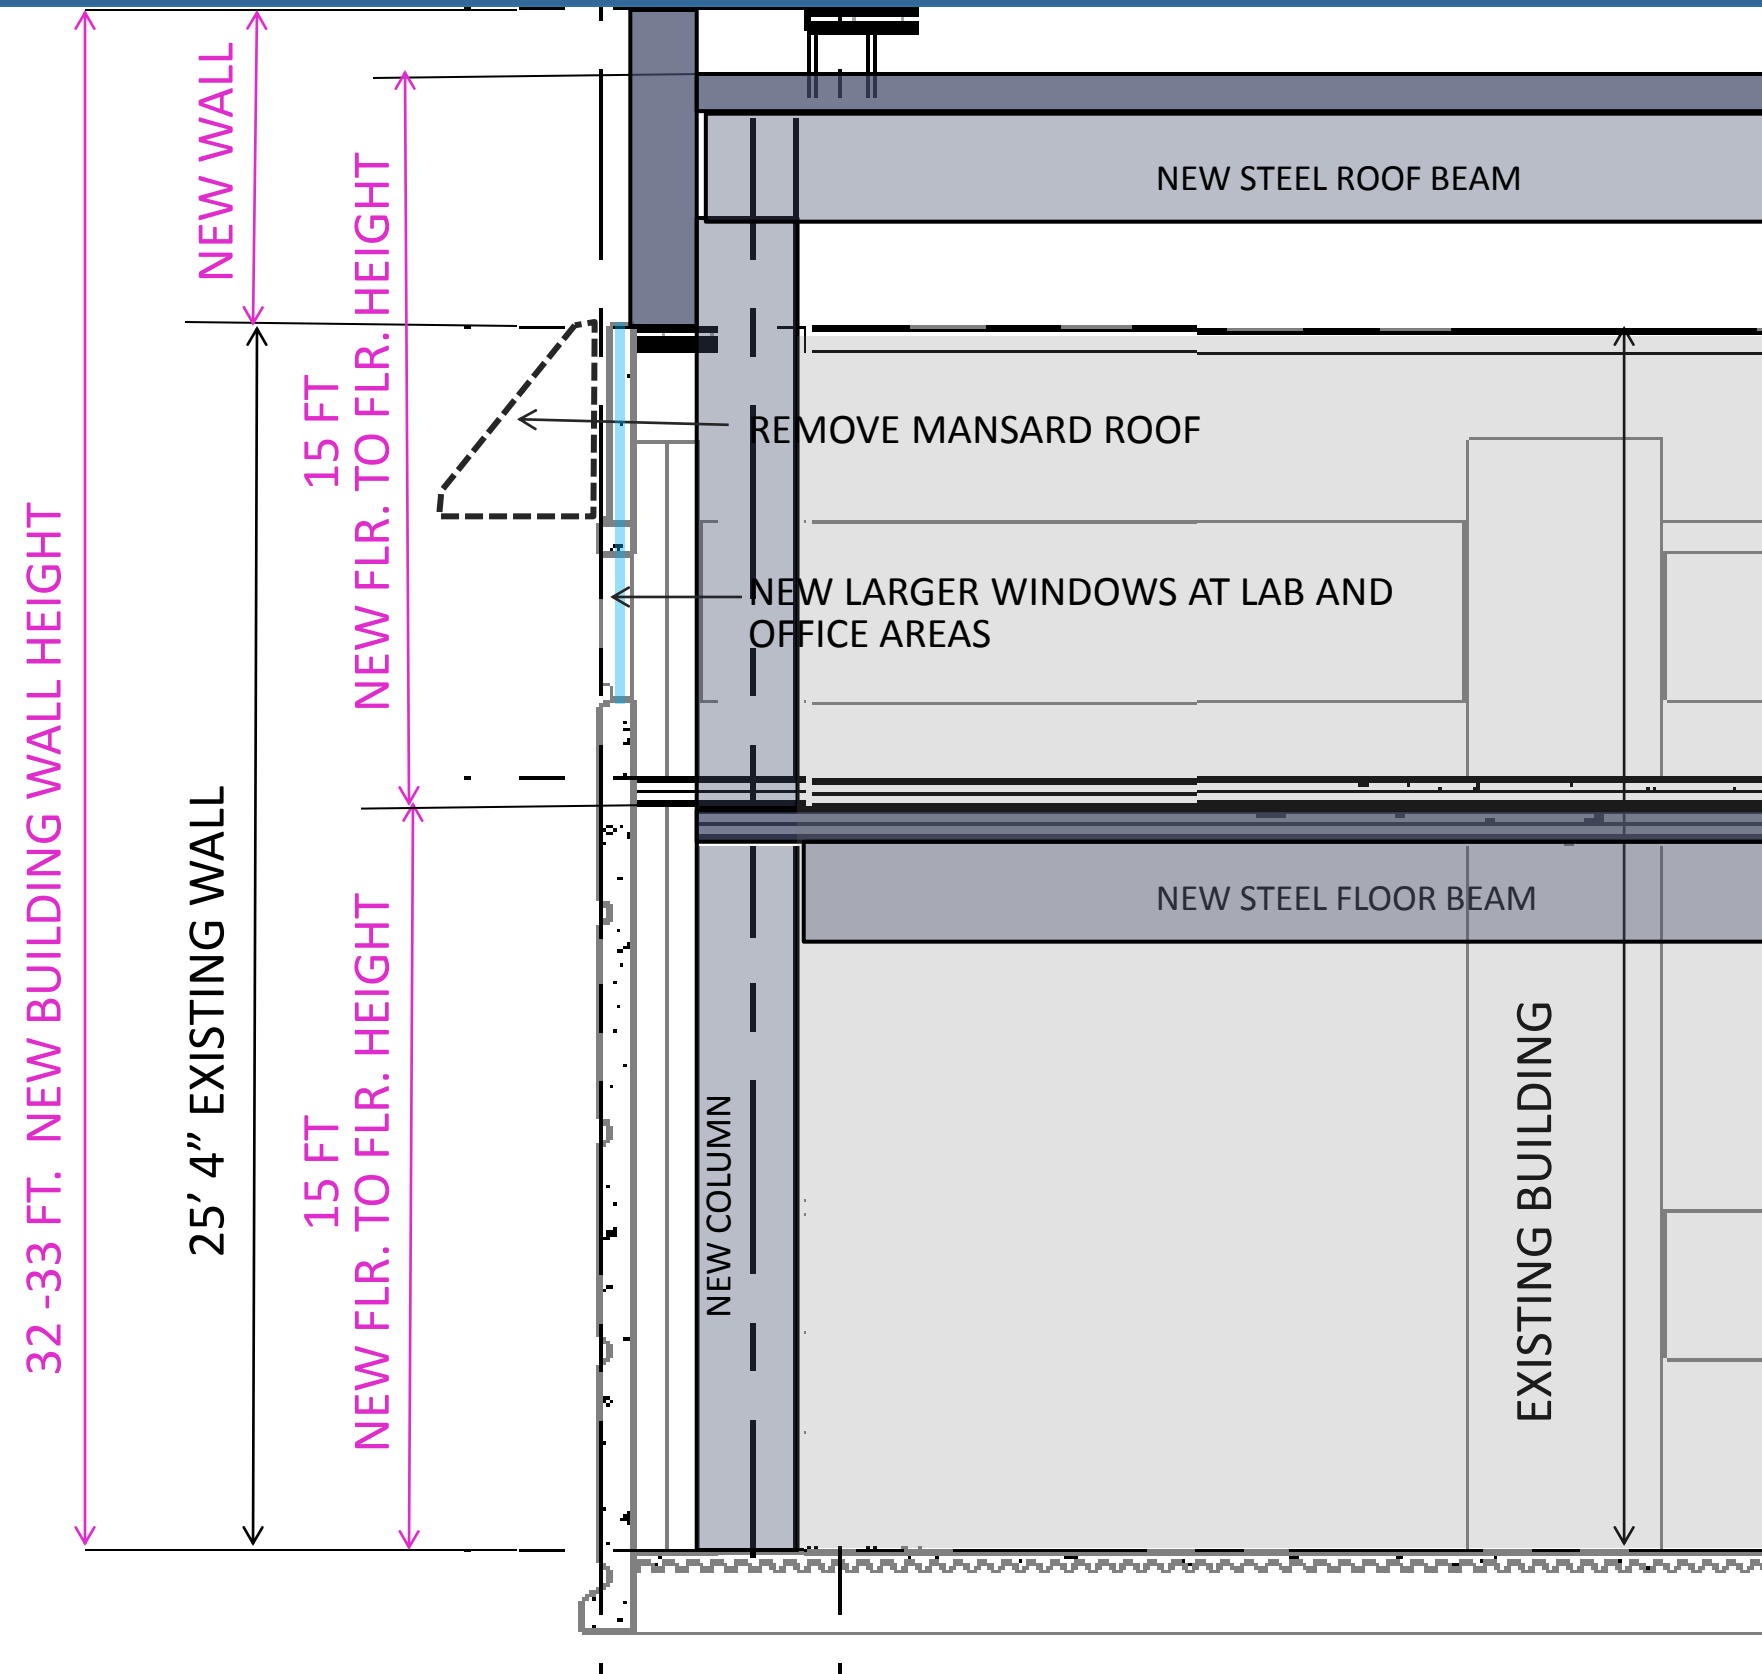 NEW WALL
15 FT
NEW FLR. TO FLR. HEIGHT
NEW STEEL ROOF BEAM
REMOVE MANSARD ROOF
NEW LARGER WINDOWS AT LAB AND
OFFICE AREAS
32 -33 FT. NEW BUILDING WALL HEIGHT
25’ 4” EXISTING WALL
15 FT
NEW FLR. TO FLR. HEIGHT
NEW STEEL FLOOR BEAM
NEW COLUMN
EXISTING BUILDING